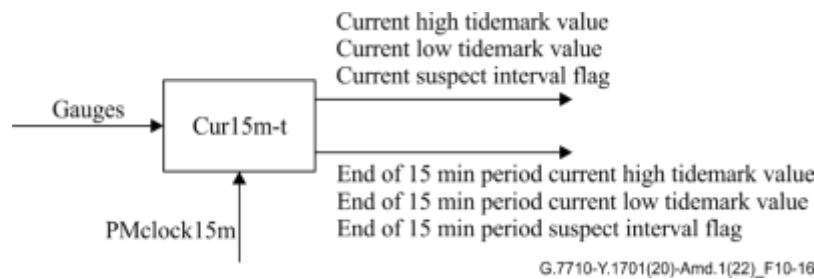 Current high tidemark value
Current low tidemark value
Current suspect interval flag
Gauges
Cur15m-t
End of 15 min period current high tidemark value
End of 15 min period current low tidemark value
End of 15 min period suspect interval flag
PMclock15m
G.7710-Y.1701(20)-Amd.1(22)_F10-16